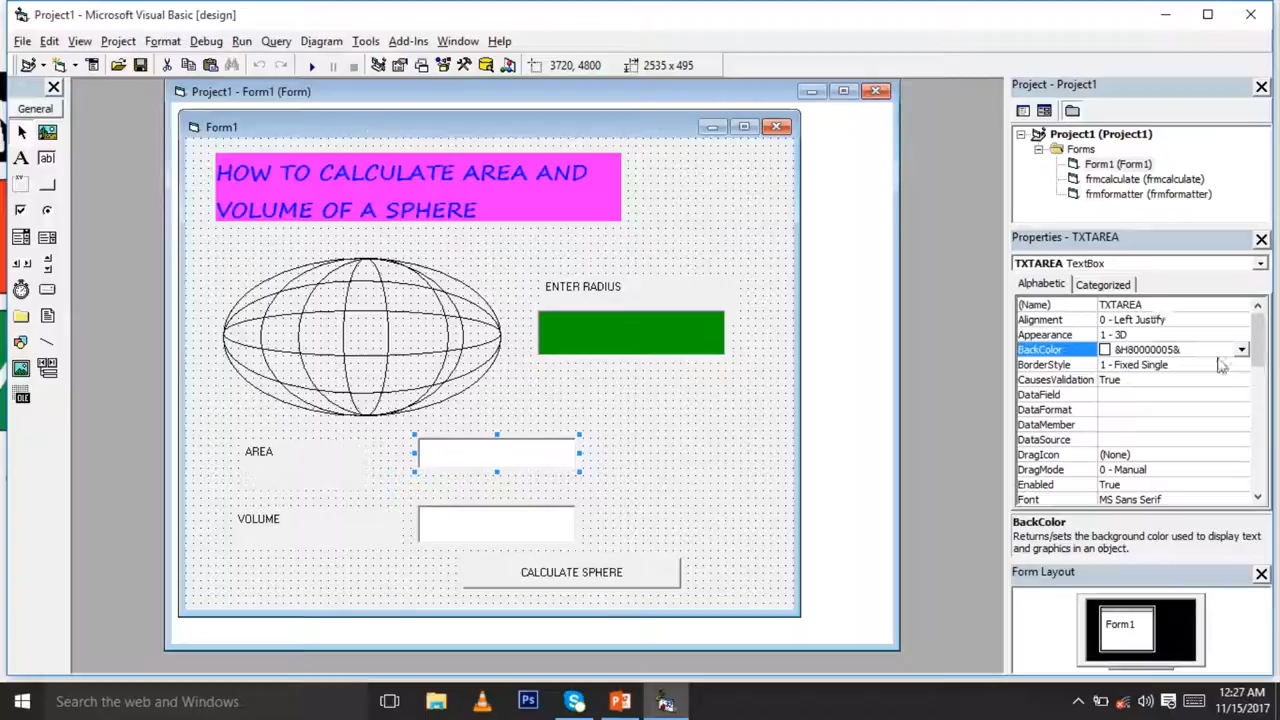 Project1 - Microsoft Visual Basic [design]
File Edit View Project Format Debug Run Query Diagram Tools Add-Ins Window Help
3720, 4800 2535 x 495
General
Project1 - Form1 (Form)
Form1
HOW TO CALCULATE AREA AND
VOLUME OF A SPHERE
ENTER RADIUS
AREA
VOLUME
CALCULATE SPHERE
Project - Project1
Project1 (Project1)
Forms
Form1 (Form1)
frmcalculate (frmcalculate)
frmformatter (frmformatter)
Properties - TXTAREA
TXTAREA TextBox
Alphabetic Categorized
(Name) TXTAREA
Alignment 0 - Left Justify
Appearance 1 - 3D
BackColor &H80000005&
BorderStyle 1 - Fixed Single
CausesValidation True
DataField
DataFormat
DataMember
DataSource
DragIcon (None)
DragMode 0 - Manual
Enabled True
Font MS Sans Serif
BackColor
Returns/sets the background color used to display text
and graphics in an object.
Form Layout
Form1
Search the web and Windows
Ps
12:27 AM
11/15/2017